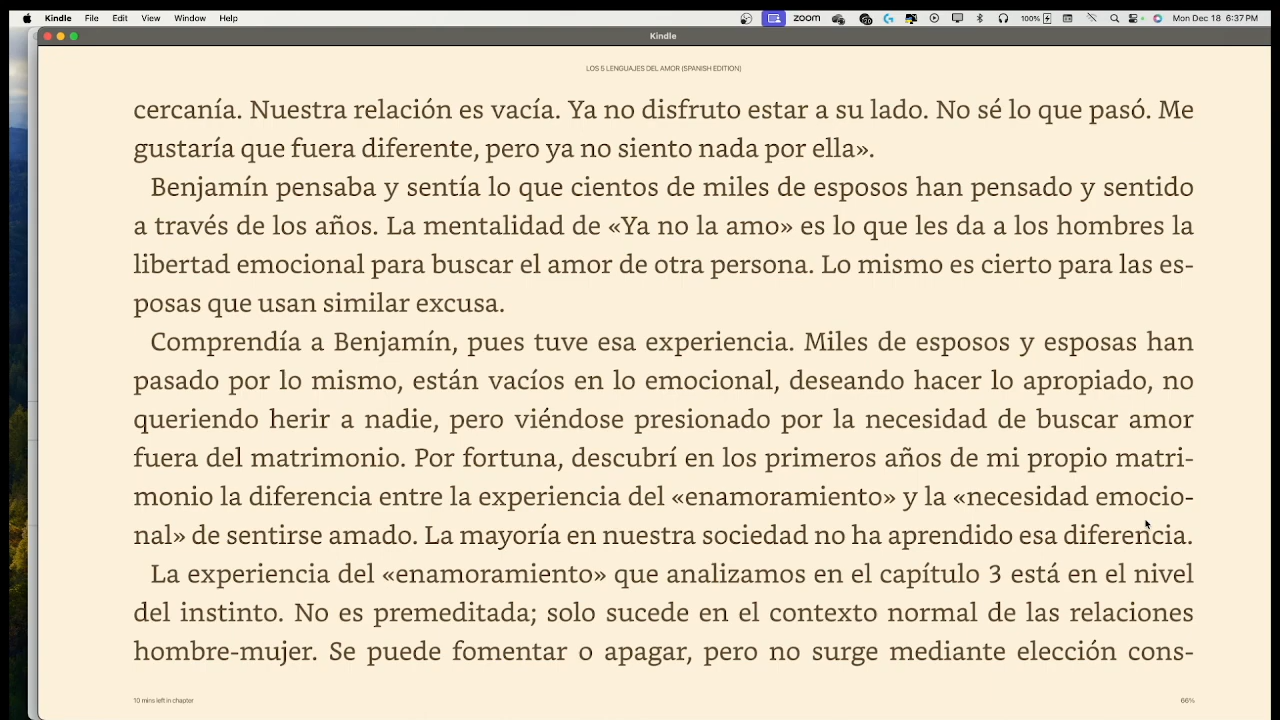 Kindle File Edit View Window Help zoom 100% Mon Dec 18 6:37 PM
Kindle
LOS 5 LENGUAJES DEL AMOR (SPANISH EDITION)
cercanía. Nuestra relación es vacía. Ya no disfruto estar a su lado. No sé lo que pasó. Me
gustaría que fuera diferente, pero ya no siento nada por ella».
Benjamín pensaba y sentía lo que cientos de miles de esposos han pensado y sentido
a través de los años. La mentalidad de «Ya no la amo» es lo que les da a los hombres la
libertad emocional para buscar el amor de otra persona. Lo mismo es cierto para las es-
posas que usan similar excusa.
Comprendía a Benjamín, pues tuve esa experiencia. Miles de esposos y esposas han
pasado por lo mismo, están vacíos en lo emocional, deseando hacer lo apropiado, no
queriendo herir a nadie, pero viéndose presionado por la necesidad de buscar amor
fuera del matrimonio. Por fortuna, descubrí en los primeros años de mi propio matri-
monio la diferencia entre la experiencia del «enamoramiento» y la «necesidad emocio-
nal» de sentirse amado. La mayoría en nuestra sociedad no ha aprendido esa diferencia.
La experiencia del «enamoramiento» que analizamos en el capítulo 3 está en el nivel
del instinto. No es premeditada; solo sucede en el contexto normal de las relaciones
hombre-mujer. Se puede fomentar o apagar, pero no surge mediante elección cons-
10 mins left in chapter 66%